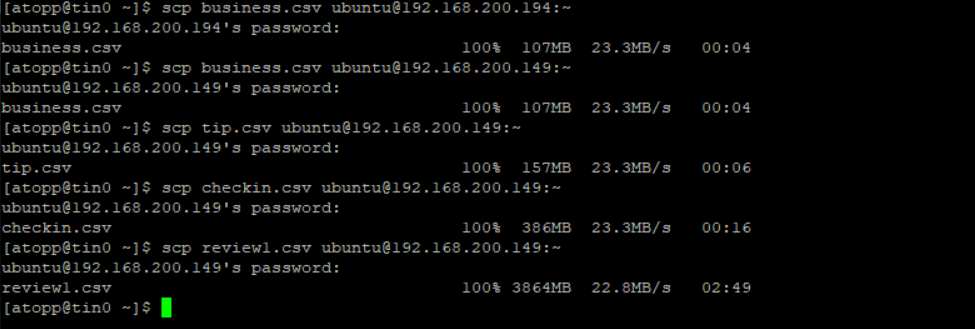 [atopp@tin0 ~]$ scp business.csv ubuntu@192.168.200.194:~
ubuntu@192.168.200.194's password:
business.csv 100% 107MB 23.3MB/s 00:04
[atopp@tin0 ~]$ scp business.csv ubuntu@192.168.200.149:~
ubuntu@192.168.200.149's password:
business.csv 100% 107MB 23.3MB/s 00:04
[atopp@tin0 ~]$ scp tip.csv ubuntu@192.168.200.149:~
ubuntu@192.168.200.149's password:
tip.csv 100% 157MB 23.3MB/s 00:06
[atopp@tin0 ~]$ scp checkin.csv ubuntu@192.168.200.149:~
ubuntu@192.168.200.149's password:
checkin.csv 100% 386MB 23.3MB/s 00:16
[atopp@tin0 ~]$ scp review1.csv ubuntu@192.168.200.149:~
ubuntu@192.168.200.149's password:
review1.csv 100% 3864MB 22.8MB/s 02:49
[atopp@tin0 ~]$